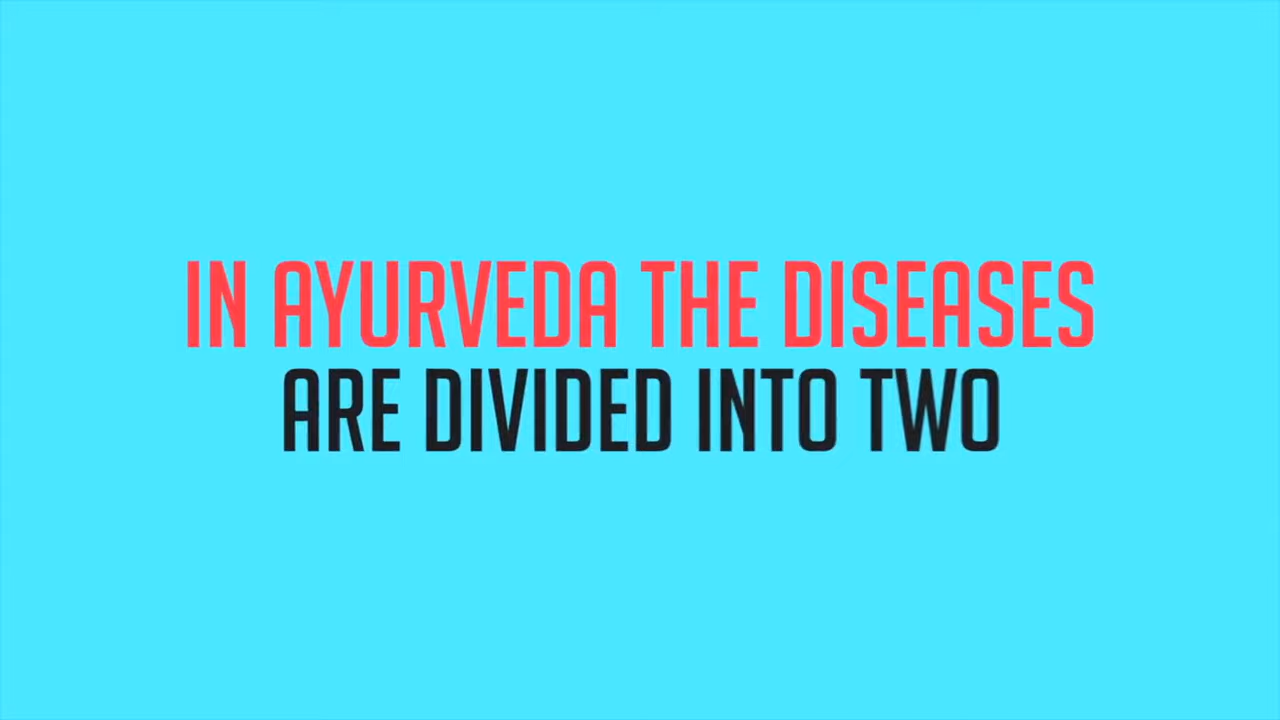 IN AYURVEDA THE DISEASES
ARE DIVIDED INTO TWO